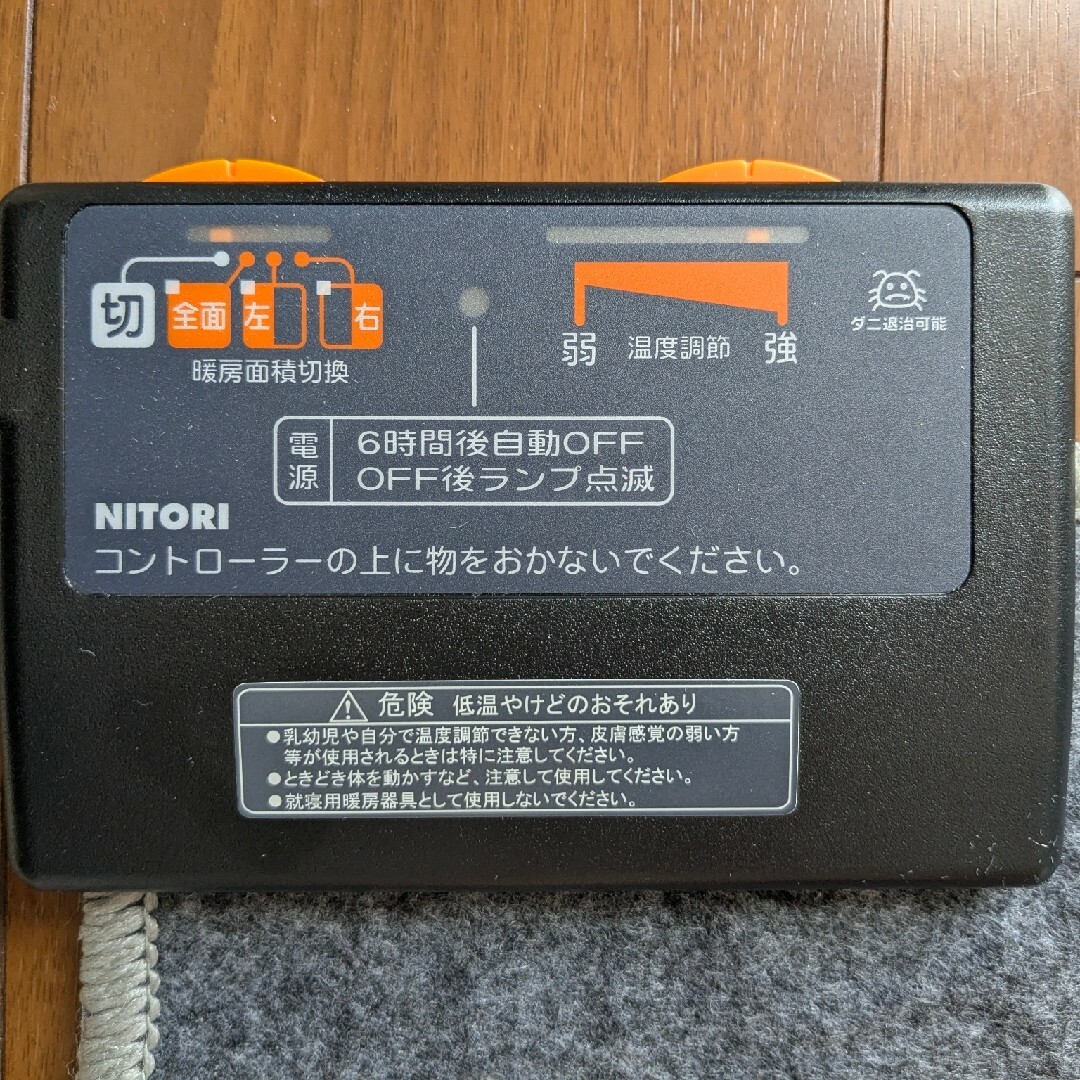 切 全面 左 右
暖房面積切換
弱 温度調節 強
ダニ退治可能
電源
6時間後自動OFF
OFF後ランプ点滅
NITORI
コントローラーの上に物をおかないでください。
危険 低温やけどのおそれあり
●乳幼児や自分で温度調節できない方、皮膚感覚の弱い方
等が使用されるときは特に注意してください。
●ときどき体を動かすなど、注意して使用してください。
●就寝用暖房器具として使用しないでください。